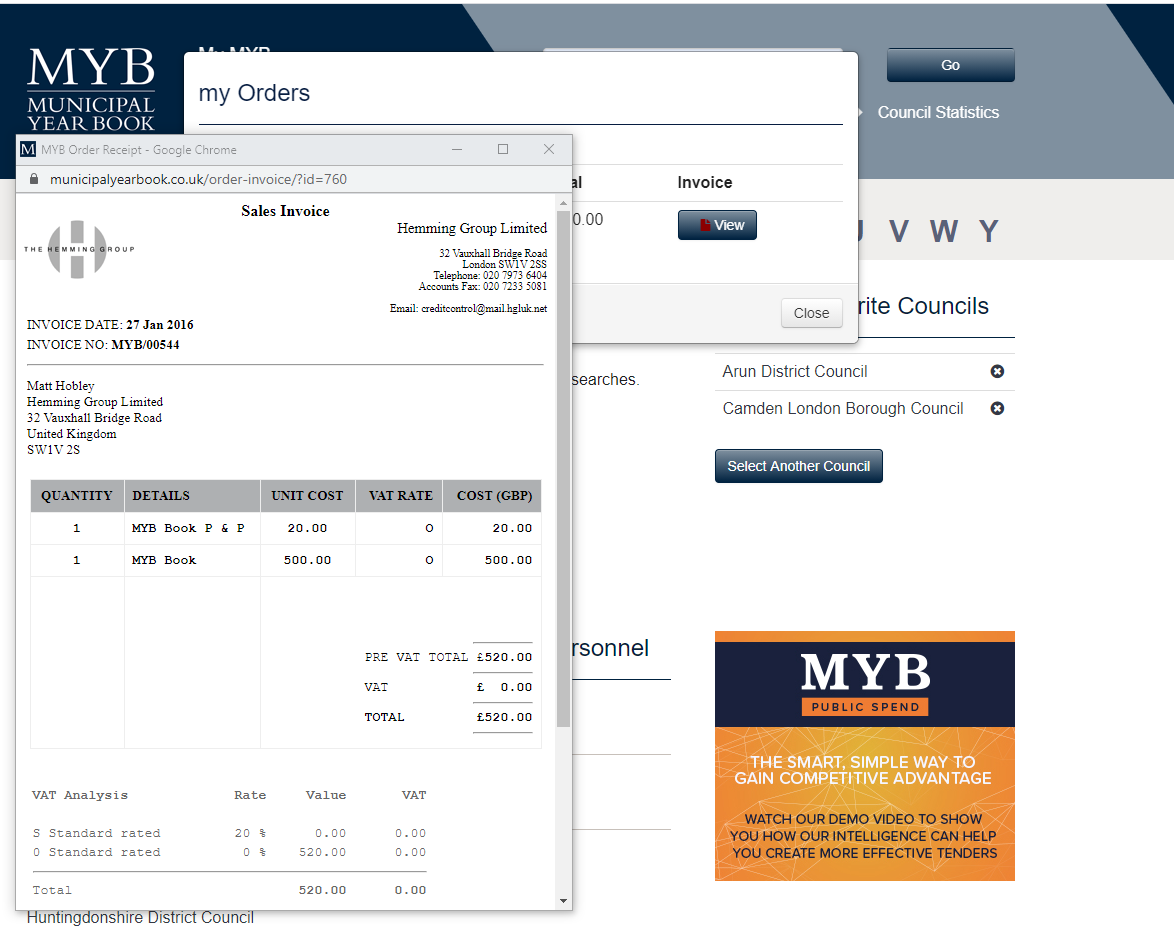 MYB
MUNICIPAL
YEAR BOOK
my Orders
Go
Council Statistics
MYB Order Receipt - Google Chrome
municipalyearbook.co.uk/order-invoice/?id=760
Invoice
0.00
View
Close
V W Y
Councils
searches.
Arun District Council
Camden London Borough Council
Select Another Council
Sales Invoice
THE HEMMING GROUP
Hemming Group Limited
32 Vauxhall Bridge Road
London SW1V 2SS
Telephone: 020 7973 6404
Accounts Fax: 020 7233 5081
Email: creditcontrol@mail.hgluk.net
INVOICE DATE: 27 Jan 2016
INVOICE NO: MYB/00544
Matt Hobley
Hemming Group Limited
32 Vauxhall Bridge Road
United Kingdom
SW1V 2S
QUANTITY DETAILS UNIT COST VAT RATE COST (GBP)
1 MYB Book P & P 20.00 O 20.00
1 MYB Book 500.00 O 500.00
PRE VAT TOTAL £520.00
VAT £ 0.00
TOTAL £520.00
VAT Analysis Rate Value VAT
S Standard rated 20 % 0.00 0.00
0 Standard rated 0 % 520.00 0.00
Total 520.00 0.00
Huntingdonshire District Council
MYB
PUBLIC SPEND
THE SMART, SIMPLE WAY TO
GAIN COMPETITIVE ADVANTAGE
WATCH OUR DEMO VIDEO TO SHOW
YOU HOW OUR INTELLIGENCE CAN HELP
YOU CREATE MORE EFFECTIVE TENDERS